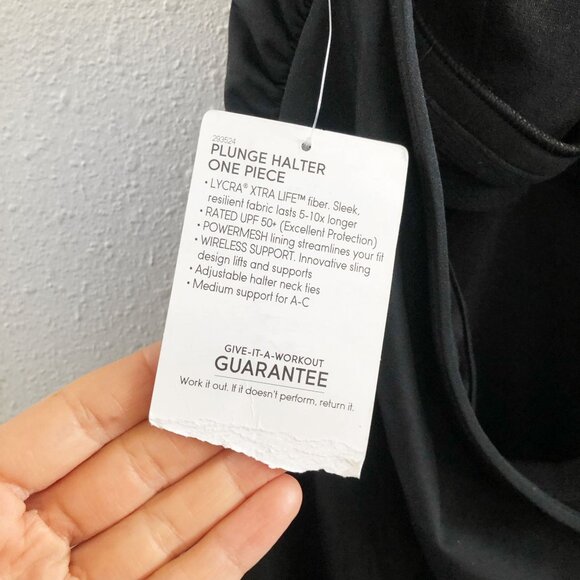 293524
PLUNGE HALTER
ONE PIECE
• LYCRA® XTRA LIFE™ fiber. Sleek,
resilient fabric lasts 5-10x longer
• RATED UPF 50+ (Excellent Protection)
• POWERMESH lining streamlines your fit
• WIRELESS SUPPORT. Innovative sling
design lifts and supports
• Adjustable halter neck ties
• Medium support for A-C
GIVE-IT-A-WORKOUT
GUARANTEE
Work it out. If it doesn't perform, return it.